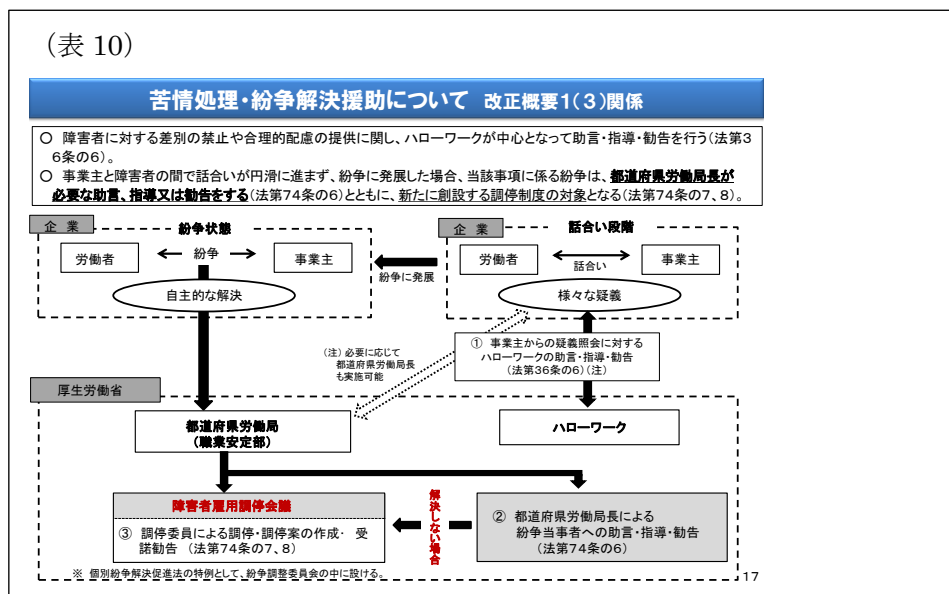 (表 10)
苦情処理・紛争解決援助について 改正概要1(3)関係
○ 障害者に対する差別の禁止や合理的配慮の提供に関し、ハローワークが中心となって助言・指導・勧告を行う(法第3
6条の6)。
○ 事業主と障害者の間で話合いが円滑に進まず、紛争に発展した場合、当該事項に係る紛争は、都道府県労働局長が
必要な助言、指導又は勧告をする(法第74条の6)とともに、新たに創設する調停制度の対象となる(法第74条の7、8)。
企 業
紛争状態
労働者
紛争
事業主
自主的な解決
紛争に発展
企 業
話合い段階
労働者
話合い
事業主
様々な疑義
(注) 必要に応じて
都道府県労働局長
も実施可能
① 事業主からの疑義照会に対する
ハローワークの助言・指導・勧告
(法第36条の6)(注)
厚生労働省
都道府県労働局
(職業安定部)
ハローワーク
障害者雇用調停会議
③ 調停委員による調停・調停案の作成・ 受
諾勧告 (法第74条の7、8)
解決しない場合
② 都道府県労働局長による
紛争当事者への助言・指導・勧告
(法第74条の6)
※ 個別紛争解決促進法の特例として、紛争調整委員会の中に設ける。
17